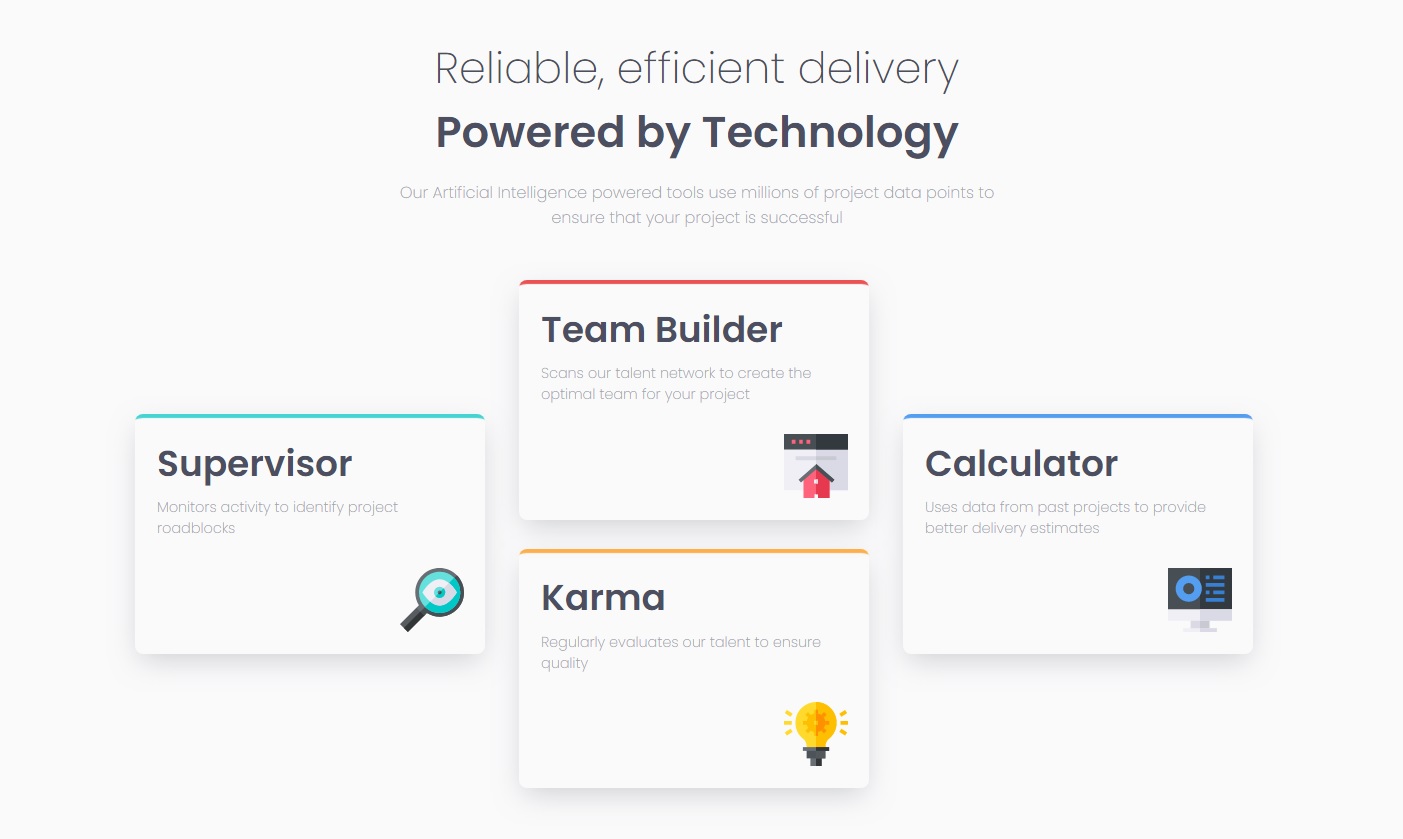 Reliable, efficient delivery
Powered by Technology
Our Artificial Intelligence powered tools use millions of project data points to
ensure that your project is successful
Supervisor
Monitors activity to identify project
roadblocks
Team Builder
Scans our talent network to create the
optimal team for your project
Karma
Regularly evaluates our talent to ensure
quality
Calculator
Uses data from past projects to provide
better delivery estimates